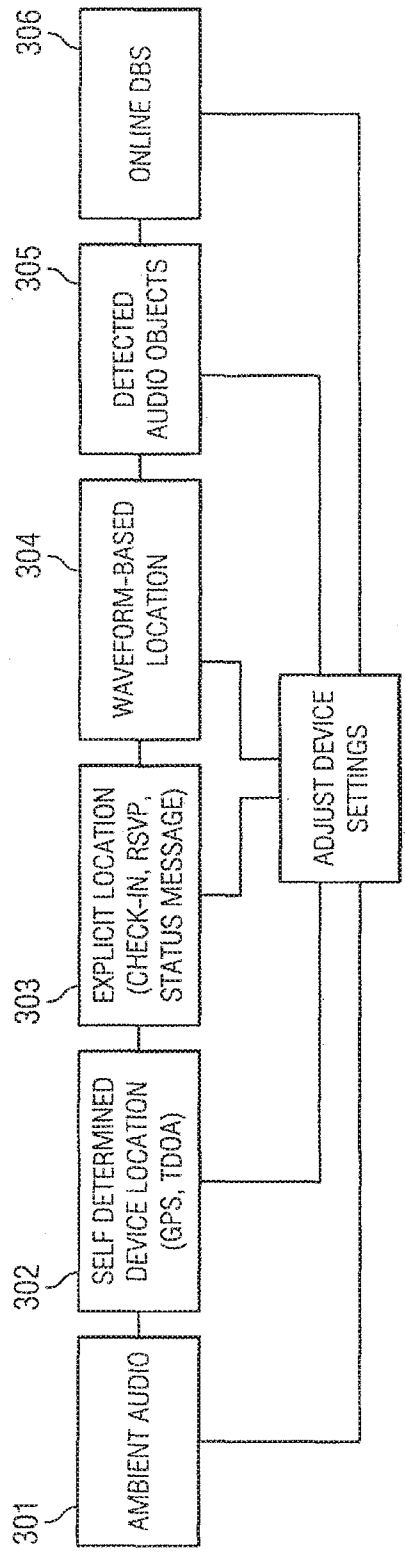 301
AMBIENT AUDIO
302
SELF DETERMINED
DEVICE LOCATION
(GPS, TDOA)
303
EXPLICIT LOCATION
(CHECK-IN, RSVP,
STATUS MESSAGE)
304
WAVEFORM-BASED
LOCATION
305
DETECTED
AUDIO OBJECTS
306
ONLINE DBS
ADJUST DEVICE
SETTINGS